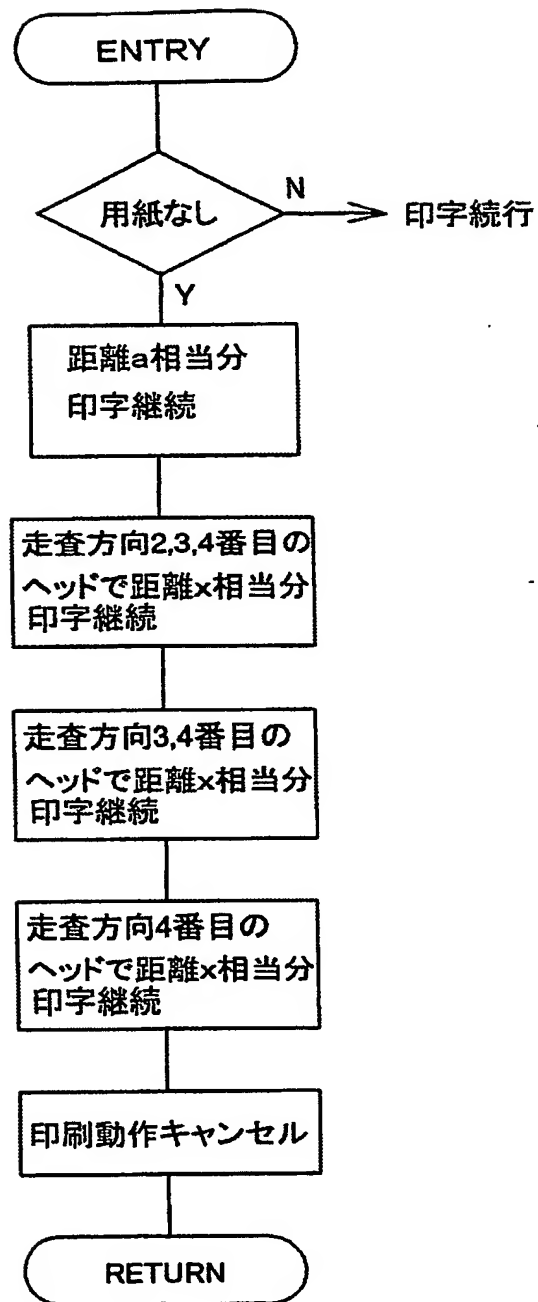 ENTRY
用紙なし
N
印字続行
Y
距離a相当分
印字継続
走査方向2,3,4番目の
ヘッドで距離x相当分
印字継続
走査方向3,4番目の
ヘッドで距離x相当分
印字継続
走査方向4番目の
ヘッドで距離x相当分
印字継続
印刷動作キャンセル
RETURN